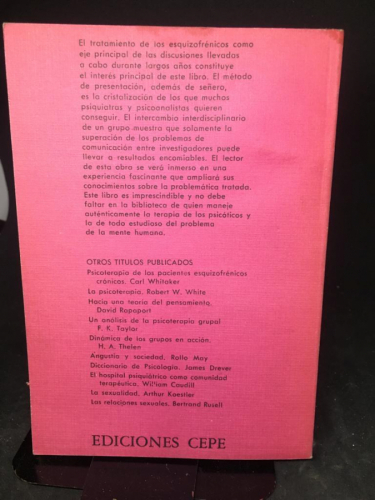 El tratamiento de los esquizofrénicos como
eje principal de las discusiones llevadas
a cabo durante largos años constituye
el interés principal de este libro. El método
de presentación, además de señera,
es la cristalización de los que muchos
psiquiatras y psicoanalistas quieren
conseguir. El intercambio interdisciplinario
de un grupo muestra que solamente la
superación de los problemas de
comunicación entre investigadores puede
llevar a resultados encomiables. El lector
de esta obra se verá inmerso en una
experiencia fascinante que ampliará sus
conocimientos sobre la problemática tratada.
Este libro es imprescindible y no debe
faltar en la biblioteca de quien maneje
auténticamente la terapia de los psicóticos y
la de todo estudioso del problema
de la mente humana.
OTROS TITULOS PUBLICADOS
Psicoterapia de los pacientes esquizofrénicos
crónicos. Carl Whitaker
La psicoterapia. Robert W. White
Hacia una teoría del pensamiento.
David Rapaport
Un análisis de la psicoterapia grupal
F. K. Taylor
Dinámica de los grupos en acción.
H. A. Thelen
Angustia y sociedad. Rollo May
Diccionario de Psicología. James Drever
El hospital psiquiátrico como comunidad
terapéutica. William Caudill
La sexualidad. Arthur Koestler
Las relaciones sexuales. Bertrand Rusell
EDICIONES CEPE